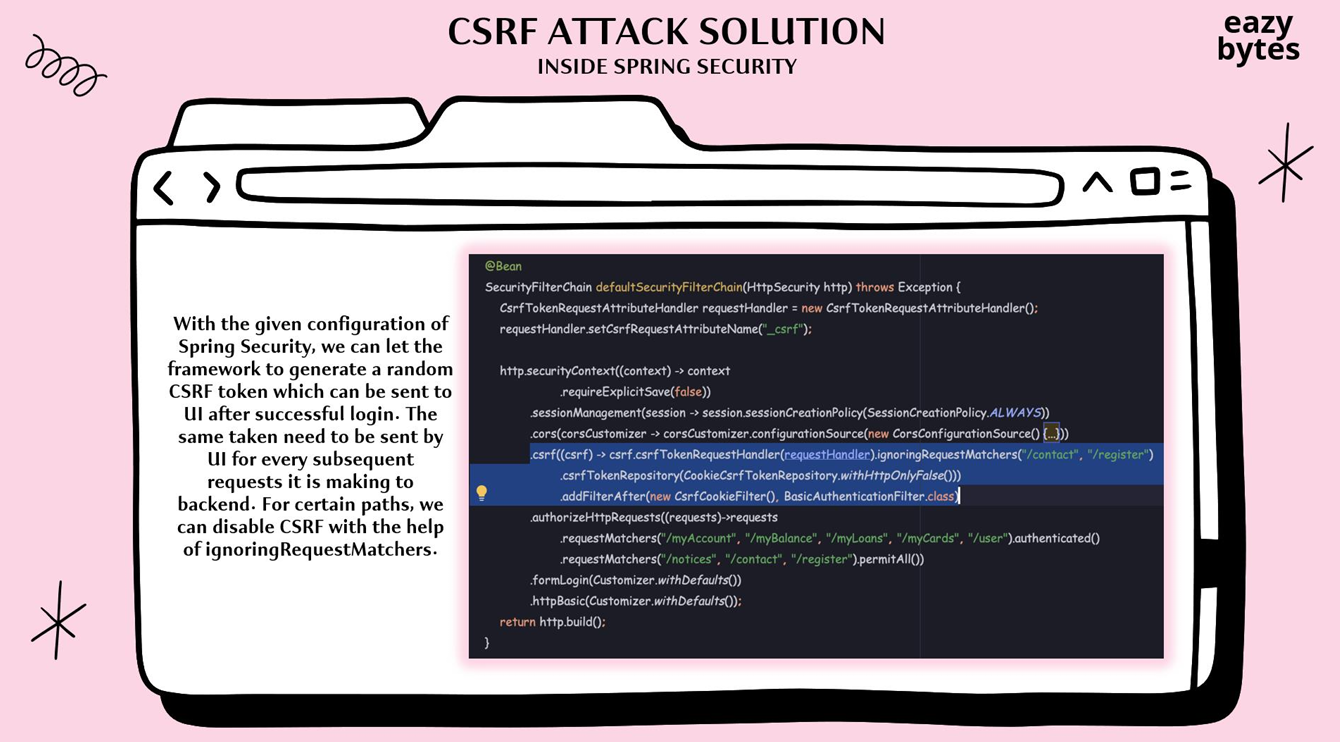 CSRF ATTACK SOLUTION
INSIDE SPRING SECURITY
eazy
bytes
With the given configuration of
Spring Security, we can let the
framework to generate a random
CSRF token which can be sent to
UI after successful login. The
same taken need to be sent by
UI for every subsequent
requests it is making to
backend. For certain paths, we
can disable CSRF with the help
of ignoringRequestMatchers.
@Bean
SecurityFilterChain defaultSecurityFilterChain(HttpSecurity http) throws Exception {
CsrfTokenRequestAttributeHandler requestHandler = new CsrfTokenRequestAttributeHandler();
requestHandler.setCsrfRequestAttributeName("_csrf");
http.securityContext((context) -> context
.requireExplicitSave(false))
.sessionManagement(session -> session.sessionCreationPolicy(SessionCreationPolicy.ALWAYS))
.cors(corsCustomizer -> corsCustomizer.configurationSource(new CorsConfigurationSource() {...}))
.csrf((csrf) -> csrf.csrfTokenRequestHandler(requestHandler).ignoringRequestMatchers("/contact", "/register")
.csrfTokenRepository(CookieCsrfTokenRepository.withHttpOnlyFalse()))
.addFilterAfter(new CsrfCookieFilter(), BasicAuthenticationFilter.class)
.authorizeHttpRequests((requests)->requests
.requestMatchers("/myAccount", "/myBalance", "/myLoans", "/myCards", "/user").authenticated()
.requestMatchers("/notices", "/contact", "/register").permitAll())
.formLogin(Customizer.withDefaults())
.httpBasic(Customizer.withDefaults());
return http.build();
}